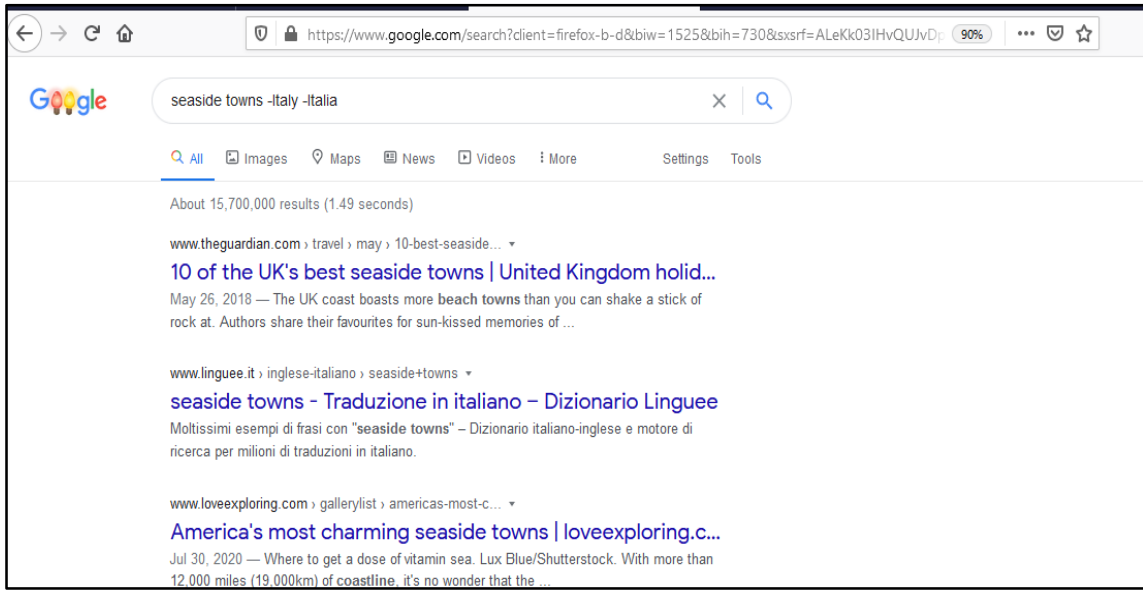 https://www.google.com/search?client=firefox-b-d&biw=1525&bih=730&sxsrf=ALeKk03IHvQUJvDp 90%
Google
seaside towns -Italy -Italia
All Images Maps News Videos More Settings Tools
About 15,700,000 results (1.49 seconds)
www.theguardian.com › travel › may › 10-best-seaside...
10 of the UK's best seaside towns | United Kingdom holid...
May 26, 2018 — The UK coast boasts more beach towns than you can shake a stick of
rock at. Authors share their favourites for sun-kissed memories of ...
www.linguee.it › inglese-italiano › seaside+towns
seaside towns - Traduzione in italiano – Dizionario Linguee
Moltissimi esempi di frasi con "seaside towns" – Dizionario italiano-inglese e motore di
ricerca per milioni di traduzioni in italiano.
www.loveexploring.com › gallerylist › americas-most-c...
America's most charming seaside towns | loveexploring.c...
Jul 30, 2020 — Where to get a dose of vitamin sea. Lux Blue/Shutterstock. With more than
12,000 miles (19,000km) of coastline, it's no wonder that the ...